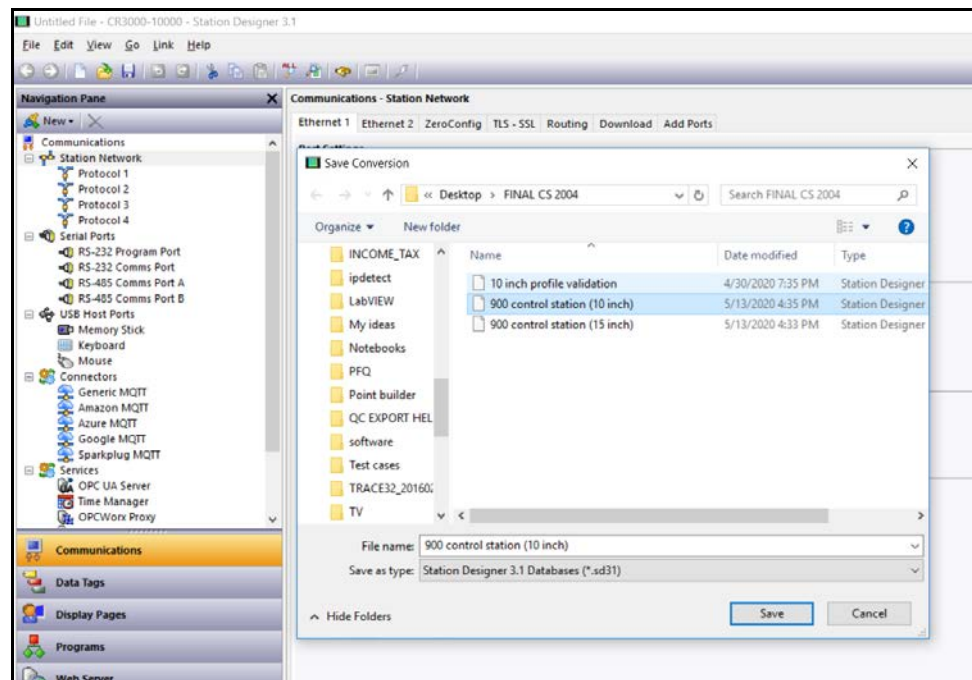 Untitled File - CR3000-10000 - Station Designer 3.1
File Edit View Go Link Help
Navigation Pane
New
Communications
Station Network
Protocol 1
Protocol 2
Protocol 3
Protocol 4
Serial Ports
RS-232 Program Port
RS-232 Comms Port
RS-485 Comms Port A
RS-485 Comms Port B
USB Host Ports
Memory Stick
Keyboard
Mouse
Connectors
Generic MQTT
Amazon MQTT
Azure MQTT
Google MQTT
Sparkplug MQTT
Services
OPC UA Server
Time Manager
OPCWorx Proxy
Communications
Data Tags
Display Pages
Programs
Web Server
Communications - Station Network
Ethernet 1 Ethernet 2 ZeroConfig TLS - SSL Routing Download Add Ports
Port Settings
Save Conversion
« Desktop > FINAL CS 2004
Search FINAL CS 2004
Organize New folder
INCOME_TAX
ipdetect
LabVIEW
My ideas
Notebooks
PFQ
Point builder
QC EXPORT HEL
software
Test cases
TRACE32_20160
TV
Name Date modified Type
10 inch profile validation 4/30/2020 7:35 PM Station Designer
900 control station (10 inch) 5/13/2020 4:35 PM Station Designer
900 control station (15 inch) 5/13/2020 4:33 PM Station Designer
File name: 900 control station (10 inch)
Save as type: Station Designer 3.1 Databases (*.sd31)
Hide Folders
Save Cancel